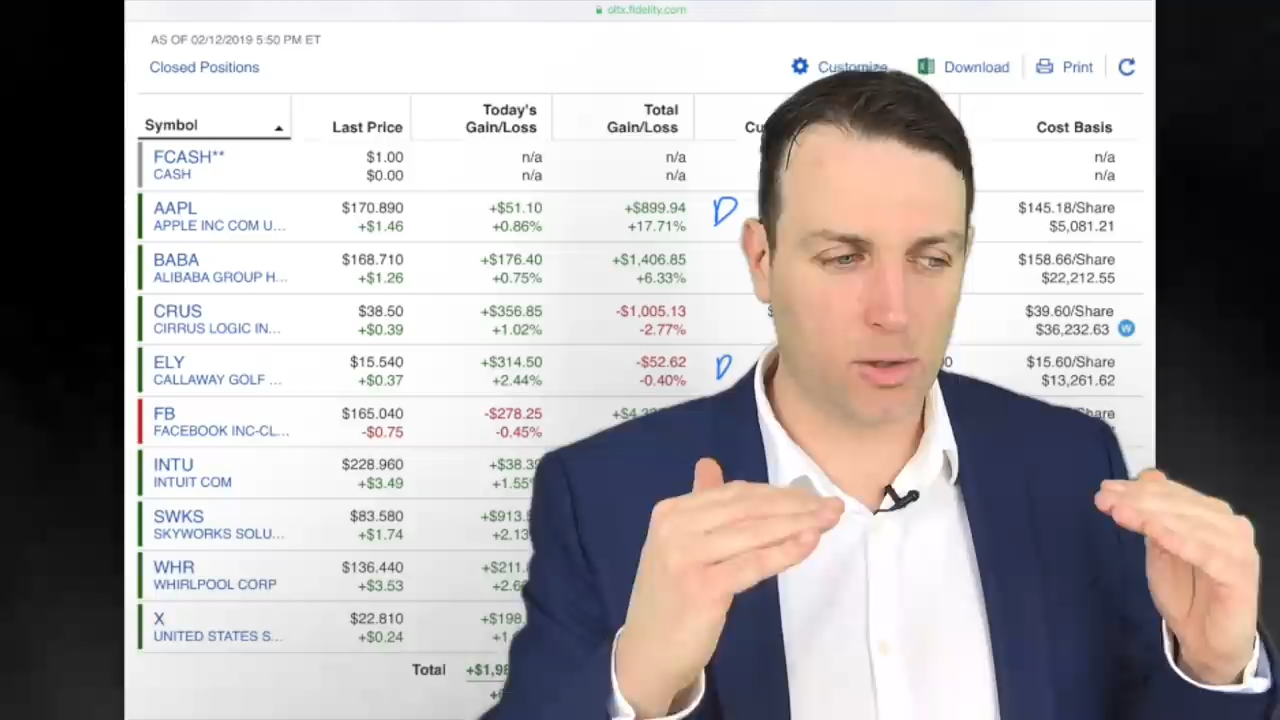 oltx.fidelity.com
AS OF 02/12/2019 5:50 PM ET
Closed Positions Customize Download Print
Symbol Last Price Today's Gain/Loss Total Gain/Loss Cost Basis
FCASH** $1.00 n/a n/a n/a
CASH $0.00 n/a n/a n/a
AAPL $170.890 +$51.10 +$899.94 D $145.18/Share
APPLE INC COM U... +$1.46 +0.86% +17.71% $5,081.21
BABA $168.710 +$176.40 +$1,406.85 $158.66/Share
ALIBABA GROUP H... +$1.26 +0.75% +6.33% $22,212.55
CRUS $38.50 +$356.85 -$1,005.13 $39.60/Share
CIRRUS LOGIC IN... +$0.39 +1.02% -2.77% $36,232.63 W
ELY $15.540 +$314.50 -$52.62 D $15.60/Share
CALLAWAY GOLF ... +$0.37 +2.44% -0.40% $13,261.62
FB $165.040 -$278.25
FACEBOOK INC-CL... -$0.75 -0.45%
INTU $228.960
INTUIT COM +$3.49
SWKS $83.580
SKYWORKS SOLU... +$1.74
WHR $136.440
WHIRLPOOL CORP +$3.53
X $22.810
UNITED STATES S... +$0.24
Total